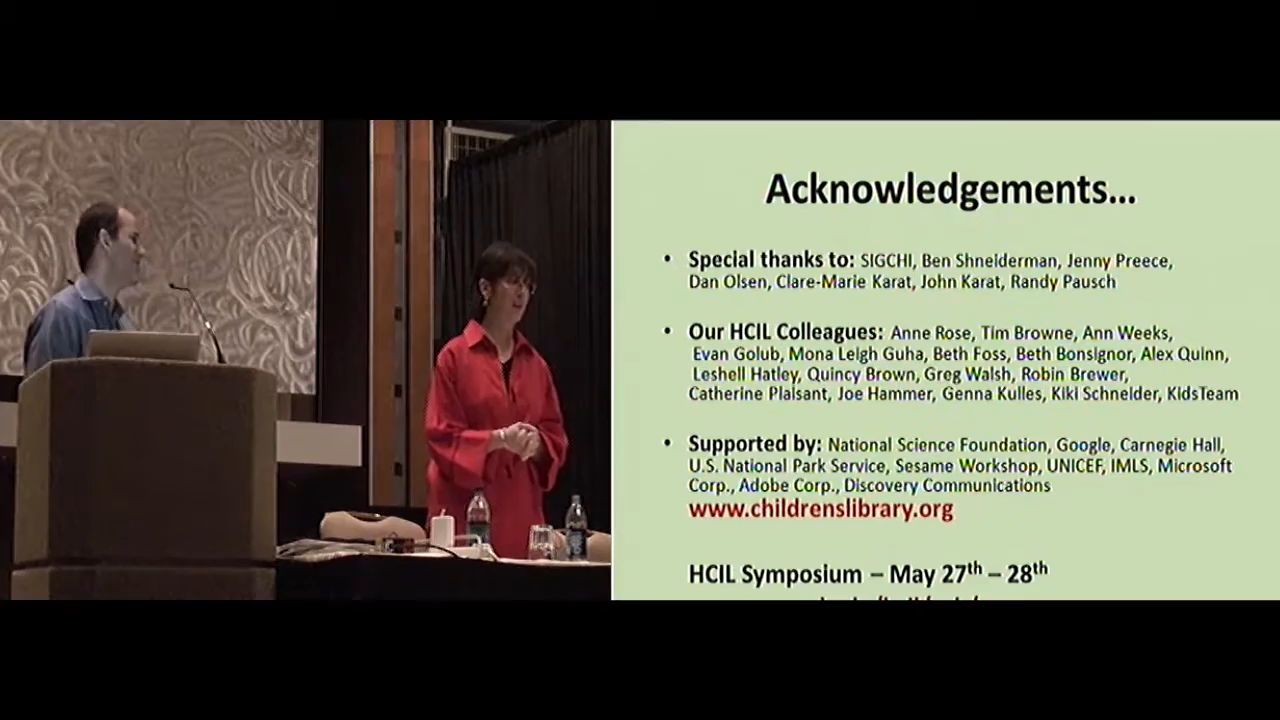 Acknowledgements...
• Special thanks to: SIGCHI, Ben Shneiderman, Jenny Preece,
Dan Olsen, Clare-Marie Karat, John Karat, Randy Pausch
• Our HCIL Colleagues: Anne Rose, Tim Browne, Ann Weeks,
Evan Golub, Mona Leigh Guha, Beth Foss, Beth Bonsignor, Alex Quinn,
Leshell Hatley, Quincy Brown, Greg Walsh, Robin Brewer,
Catherine Plaisant, Joe Hammer, Genna Kulles, Kiki Schneider, KidsTeam
• Supported by: National Science Foundation, Google, Carnegie Hall,
U.S. National Park Service, Sesame Workshop, UNICEF, IMLS, Microsoft
Corp., Adobe Corp., Discovery Communications
www.childrenslibrary.org
HCIL Symposium – May 27th – 28th